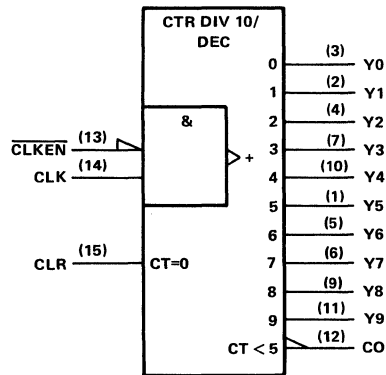 CTR DIV 10/
DEC
0 (3) Y0
1 (2) Y1
2 (4) Y2
&
CLKEN (13) 3 (7) Y3
CLK (14) + 4 (10) Y4
5 (1) Y5
6 (5) Y6
CLR (15) CT=0 7 (6) Y7
8 (9) Y8
9 (11) Y9
CT < 5 (12) CO